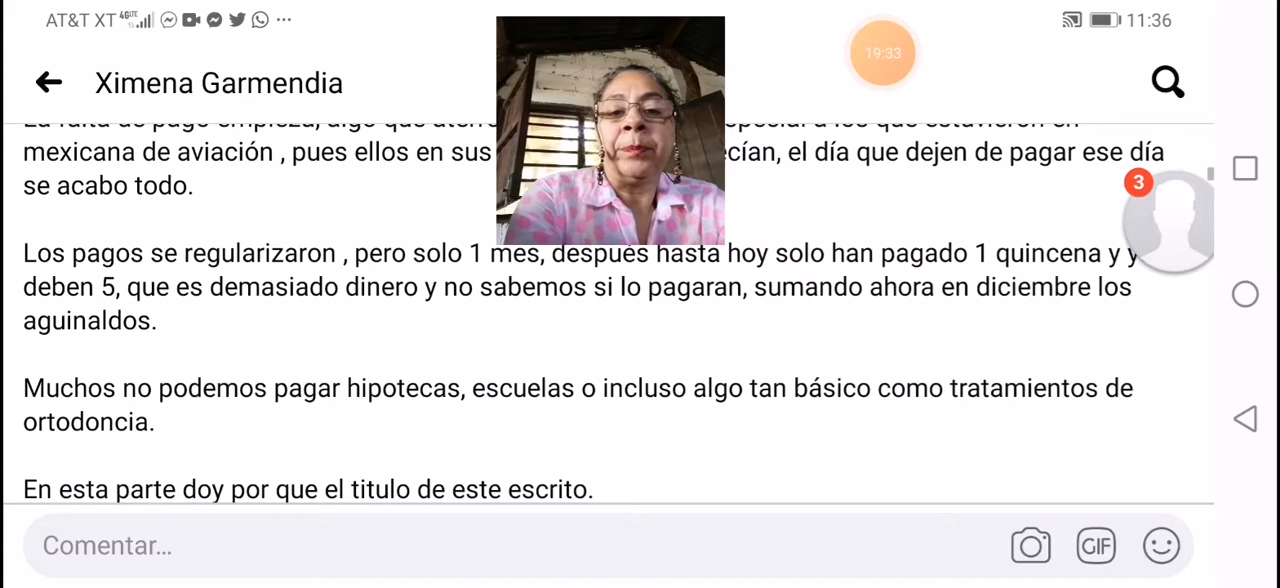 AT&T XT 4G LTE ... 11:36
19:33
Ximena Garmendia
mexicana de aviación , pues ellos en sus cían, el día que dejen de pagar ese día
3
se acabo todo.
Los pagos se regularizaron , pero solo 1 mes, después hasta hoy solo han pagado 1 quincena y y
deben 5, que es demasiado dinero y no sabemos si lo pagaran, sumando ahora en diciembre los
aguinaldos.
Muchos no podemos pagar hipotecas, escuelas o incluso algo tan básico como tratamientos de
ortodoncia.
En esta parte doy por que el titulo de este escrito.
Comentar...
GIF